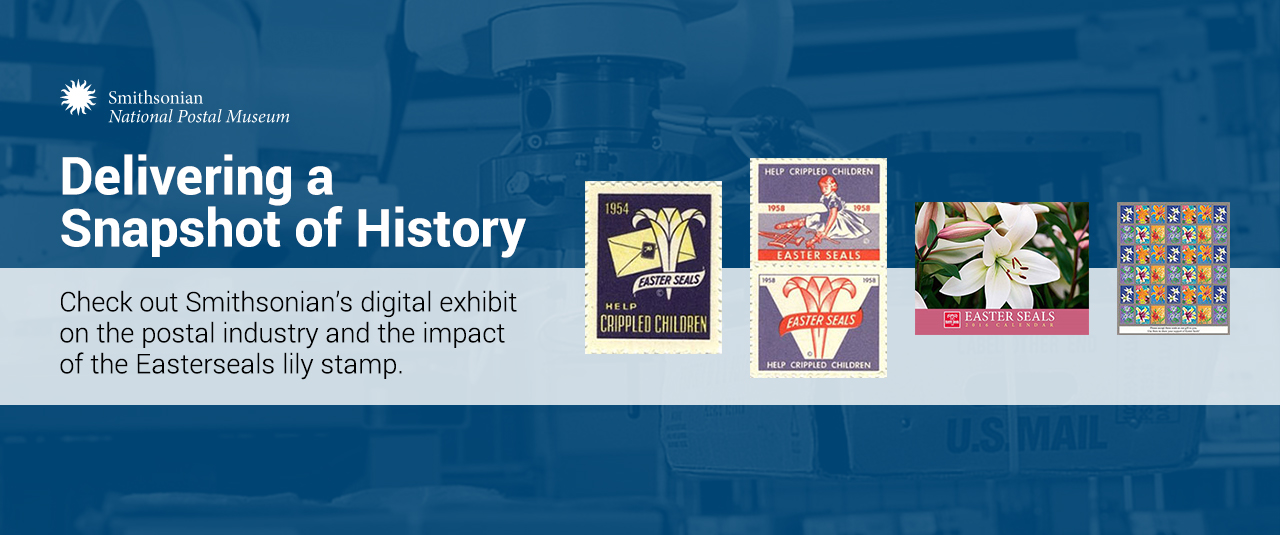 Smithsonian
National Postal Museum
Delivering a
Snapshot of History
Check out Smithsonian's digital exhibit
on the postal industry and the impact
of the Easterseals lily stamp.
1954
EASTER SEALS
HELP
CRIPPLED CHILDREN
HELP CRIPPLED CHILDREN
1958 1958
EASTER SEALS
1958 1958
EASTER SEALS
HELP CRIPPLED CHILDREN
EASTER SEALS
CALENDAR
U.S. MAIL